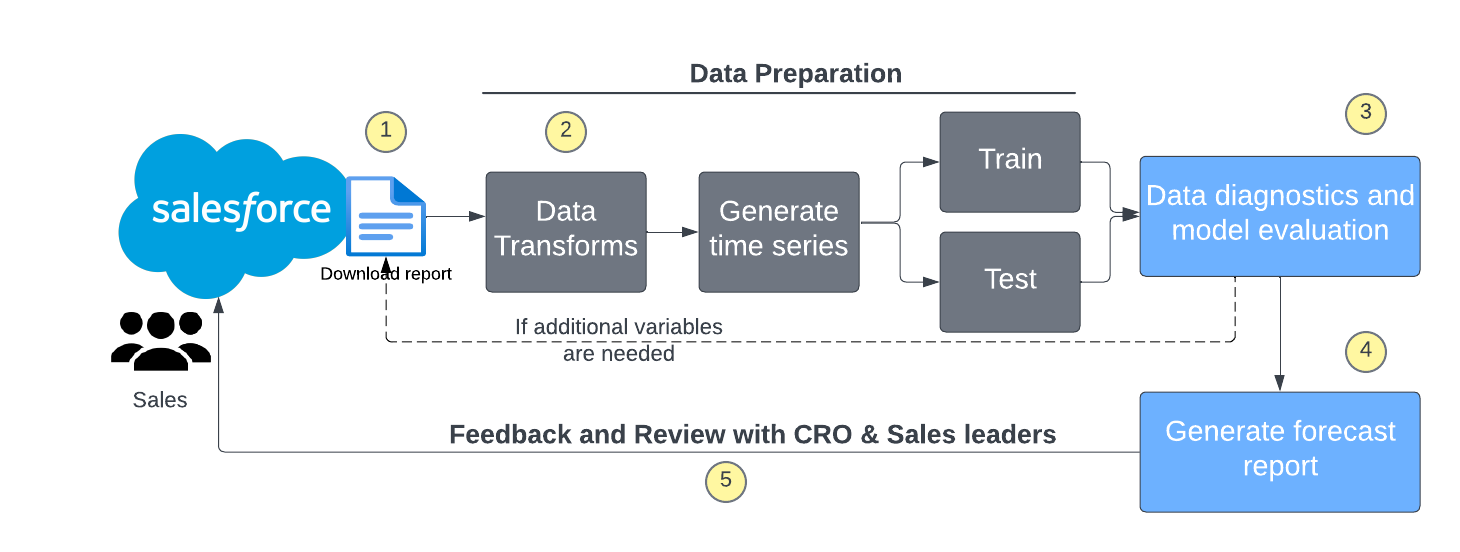 Data Preparation
1
2
3
salesforce
Download report
Data
Transforms
Generate
time series
Train
Test
Data diagnostics and
model evaluation
If additional variables
are needed
4
Sales
Feedback and Review with CRO & Sales leaders
5
Generate forecast
report